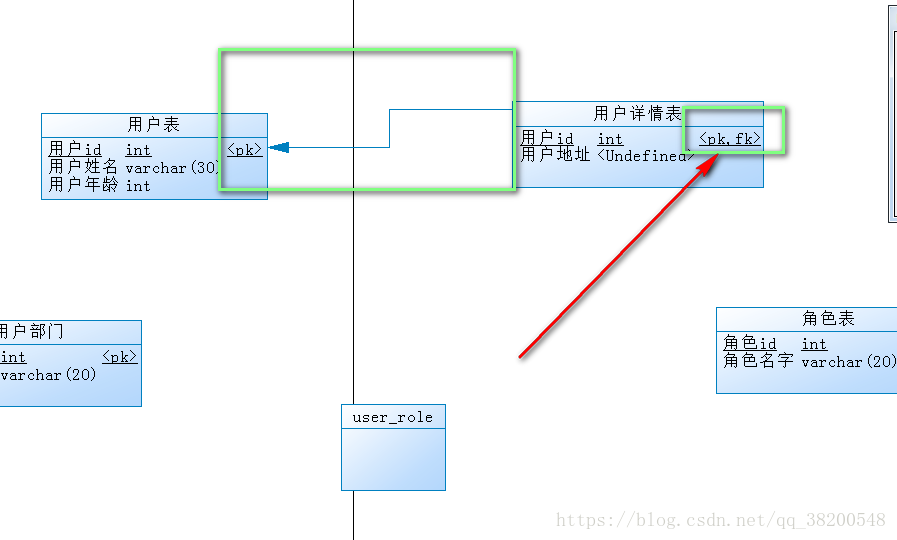 用户表
用户id int <pk>
用户姓名 varchar(30)
用户年龄 int
用户详情表
用户id int <pk,fk>
用户地址 <Undefined>
用户部门
int <pk>
varchar(20)
角色表
角色id int
角色名字 varchar(20)
user_role
https://blog.csdn.net/qq_38200548